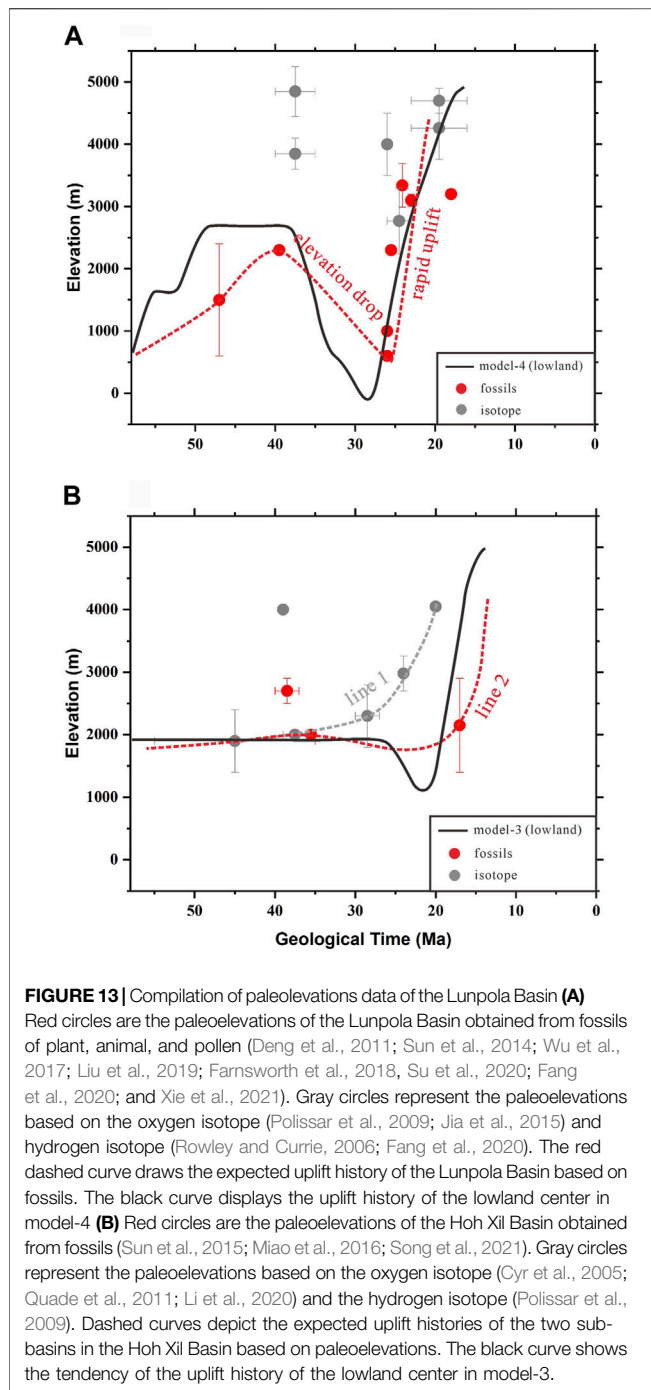 A
5000
4000
3000
2000
1000
0
Elevation (m)
elevation drop
rapid uplift
model-4 (lowland)
fossils
isotope
50
40
30
20
10
0
B
5000
4000
3000
2000
1000
0
Elevation (m)
line 1
line 2
model-3 (lowland)
fossils
isotope
50
40
30
20
10
0
Geological Time (Ma)
FIGURE 13 | Compilation of paleolevations data of the Lunpola Basin (A)
Red circles are the paleoelevations of the Lunpola Basin obtained from fossils
of plant, animal, and pollen (Deng et al., 2011; Sun et al., 2014; Wu et al.,
2017; Liu et al., 2019; Farnsworth et al., 2018, Su et al., 2020; Fang
et al., 2020; and Xie et al., 2021). Gray circles represent the paleoelevations
based on the oxygen isotope (Polissar et al., 2009; Jia et al., 2015) and
hydrogen isotope (Rowley and Currie, 2006; Fang et al., 2020). The red
dashed curve draws the expected uplift history of the Lunpola Basin based on
fossils. The black curve displays the uplift history of the lowland center in
model-4 (B) Red circles are the paleoelevations of the Hoh Xil Basin obtained
from fossils (Sun et al., 2015; Miao et al., 2016; Song et al., 2021). Gray circles
represent the paleoelevations based on the oxygen isotope (Cyr et al., 2005;
Quade et al., 2011; Li et al., 2020) and the hydrogen isotope (Polissar et al.,
2009). Dashed curves depict the expected uplift histories of the two sub-
basins in the Hoh Xil Basin based on paleoelevations. The black curve shows
the tendency of the uplift history of the lowland center in model-3.